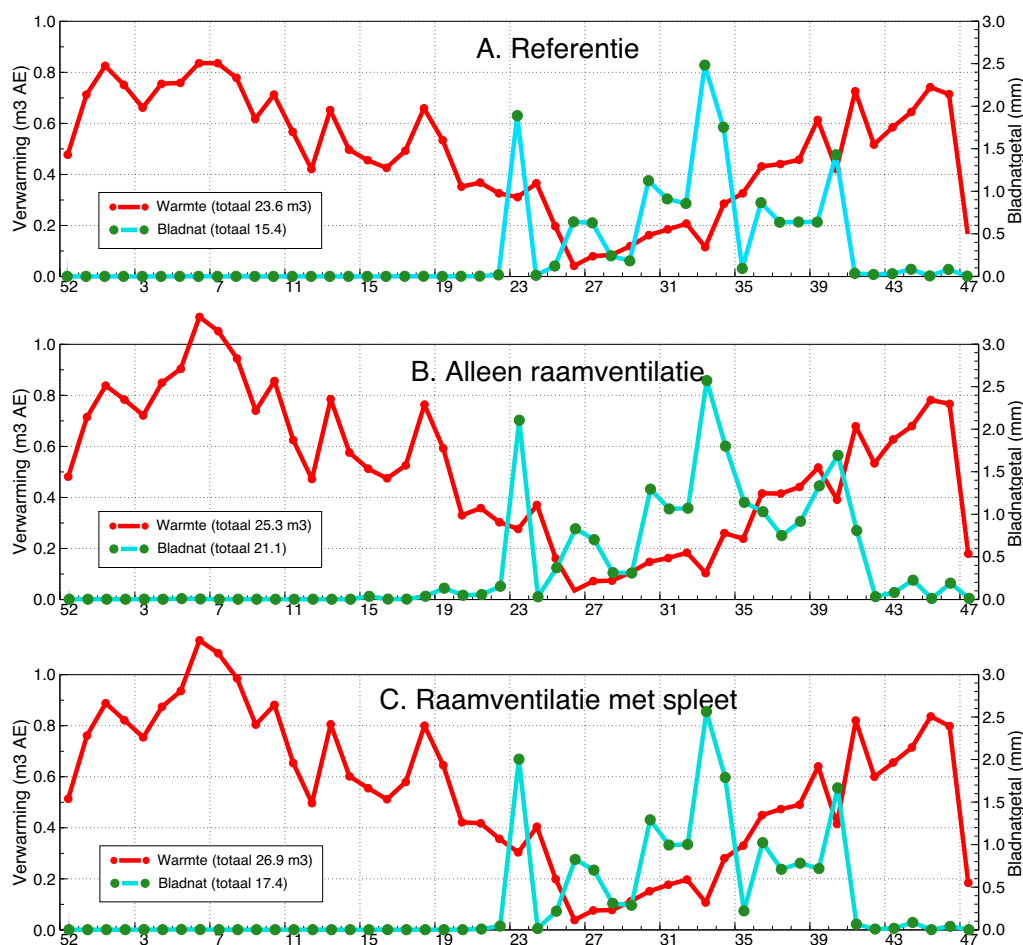 A. Referentie
Verwarming (m3 AE)
1.0
0.8
0.6
0.4
0.2
0.0
3.0
2.5
2.0
1.5
1.0
0.5
0.0
Bladnatgetal (mm)
Warmte (totaal 23.6 m3)
Bladnat (totaal 15.4)
52 3 7 11 15 19 23 27 31 35 39 43 47
B. Alleen raamventilatie
Verwarming (m3 AE)
1.0
0.8
0.6
0.4
0.2
0.0
3.0
2.5
2.0
1.5
1.0
0.5
0.0
Bladnatgetal (mm)
Warmte (totaal 25.3 m3)
Bladnat (totaal 21.1)
52 3 7 11 15 19 23 27 31 35 39 43 47
C. Raamventilatie met spleet
Verwarming (m3 AE)
1.0
0.8
0.6
0.4
0.2
0.0
3.0
2.5
2.0
1.5
1.0
0.5
0.0
Bladnatgetal (mm)
Warmte (totaal 26.9 m3)
Bladnat (totaal 17.4)
52 3 7 11 15 19 23 27 31 35 39 43 47